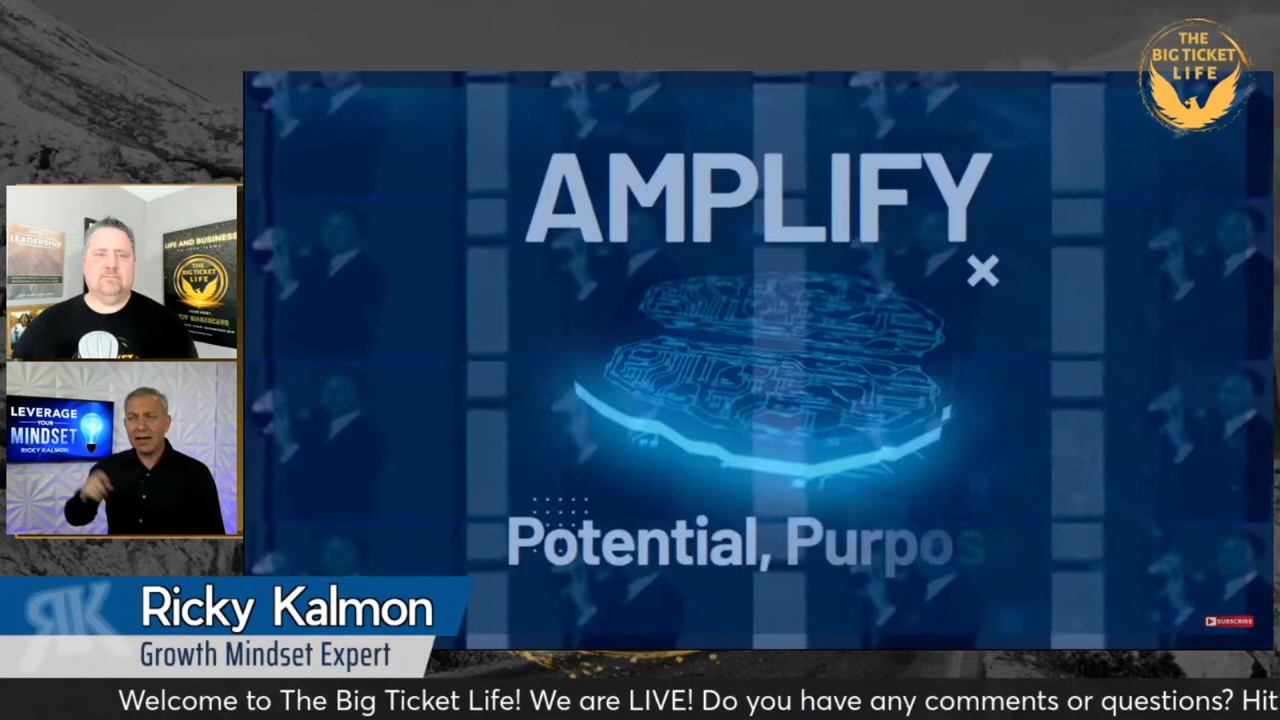 THE
BIG TICKET
LIFE
AMPLIFY
Potential, Purpos
SUBSCRIBE
LEADERSHIP
LIFE AND BUSINESS
THE
BIG TICKET
LIFE
LEVERAGE
YOUR
MINDSET
RICKY KALMON
RK
Ricky Kalmon
Growth Mindset Expert
Welcome to The Big Ticket Life! We are LIVE! Do you have any comments or questions? Hit